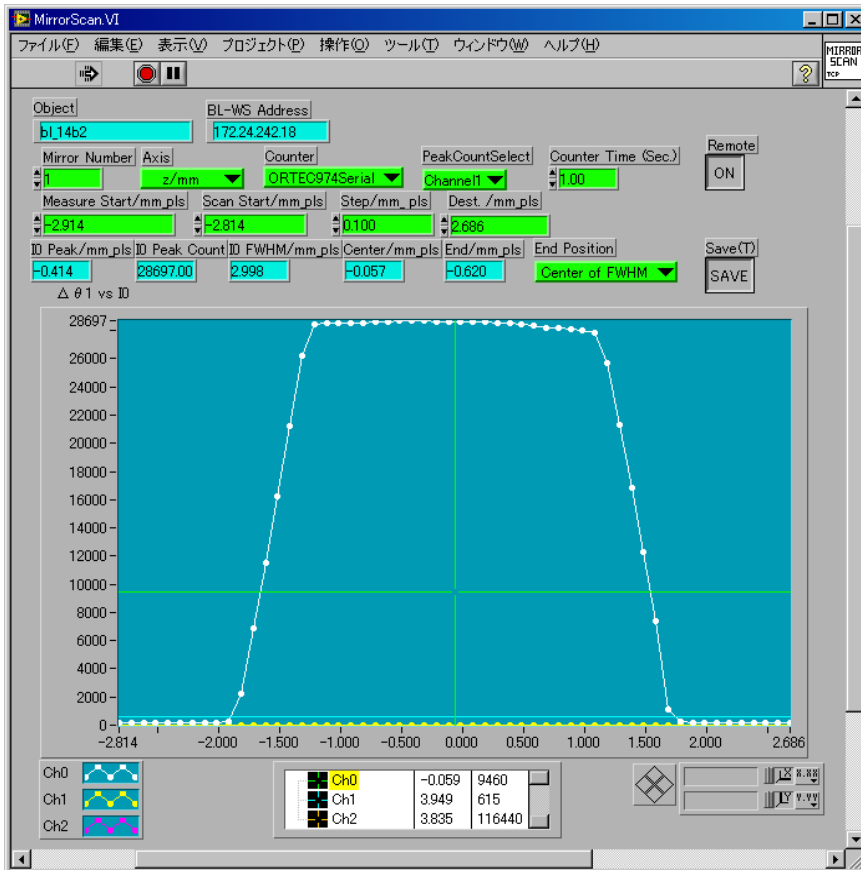 MirrorScan.VI
ファイル(F) 編集(E) 表示(V) プロジェクト(P) 操作(O) ツール(T) ウィンドウ(W) ヘルプ(H)
MIRROR
SCAN
TCP
Object BL-WS Address
bl_14b2 172.24.242.18
Mirror Number Axis Counter PeakCountSelect Counter Time (Sec.) Remote
1 z/mm ORTEC974Serial Channel1 1.00 ON
Measure Start/mm_pls Scan Start/mm_pls Step/mm_ pls Dest. /mm_pls
-2.914 -2.814 0.100 2.686
I0 Peak/mm_pls I0 Peak Count I0 FWHM/mm_pls Center/mm_pls End/mm_pls End Position Save(T)
-0.414 28697.00 2.998 -0.057 -0.620 Center of FWHM SAVE
Δ θ 1 vs I0
28697
26000
24000
22000
20000
18000
16000
14000
12000
10000
8000
6000
4000
2000
0
-2.814 -2.000 -1.500 -1.000 -0.500 0.000 0.500 1.000 1.500 2.000 2.686
Ch0
Ch1
Ch2
Ch0 -0.059 9460
Ch1 3.949 615
Ch2 3.835 116440
X X.XX
Y Y.YY